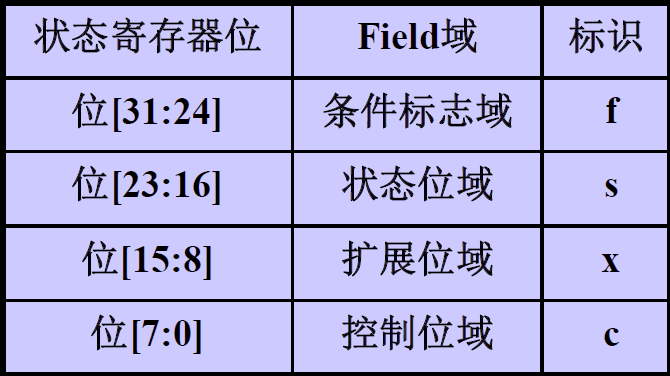 状态寄存器位 Field域 标识
位[31:24] 条件标志域 f
位[23:16] 状态位域 s
位[15:8] 扩展位域 x
位[7:0] 控制位域 c